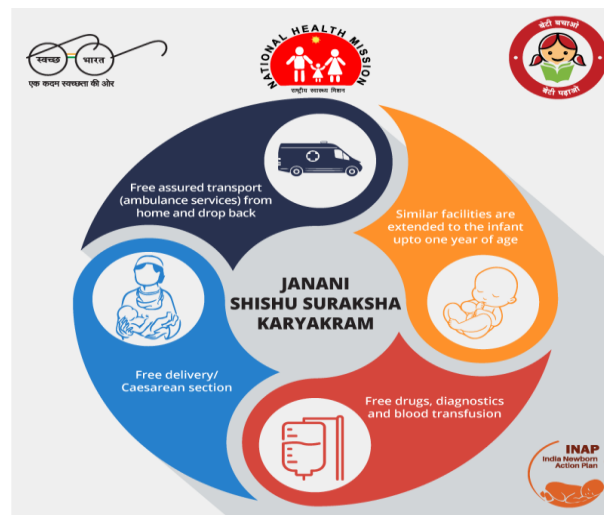 स्वच्छ भारत
एक कदम स्वच्छता की ओर
NATIONAL HEALTH MISSION
राष्ट्रीय स्वास्थ्य मिशन
बेटी बचाओ
बेटी पढ़ाओ
Free assured transport
(ambulance services) from
home and drop back
Similar facilities are
extended to the infant
upto one year of age
JANANI
SHISHU SURAKSHA
KARYAKRAM
Free delivery/
Caesarean section
Free drugs, diagnostics
and blood transfusion
INAP
India Newborn
Action Plan